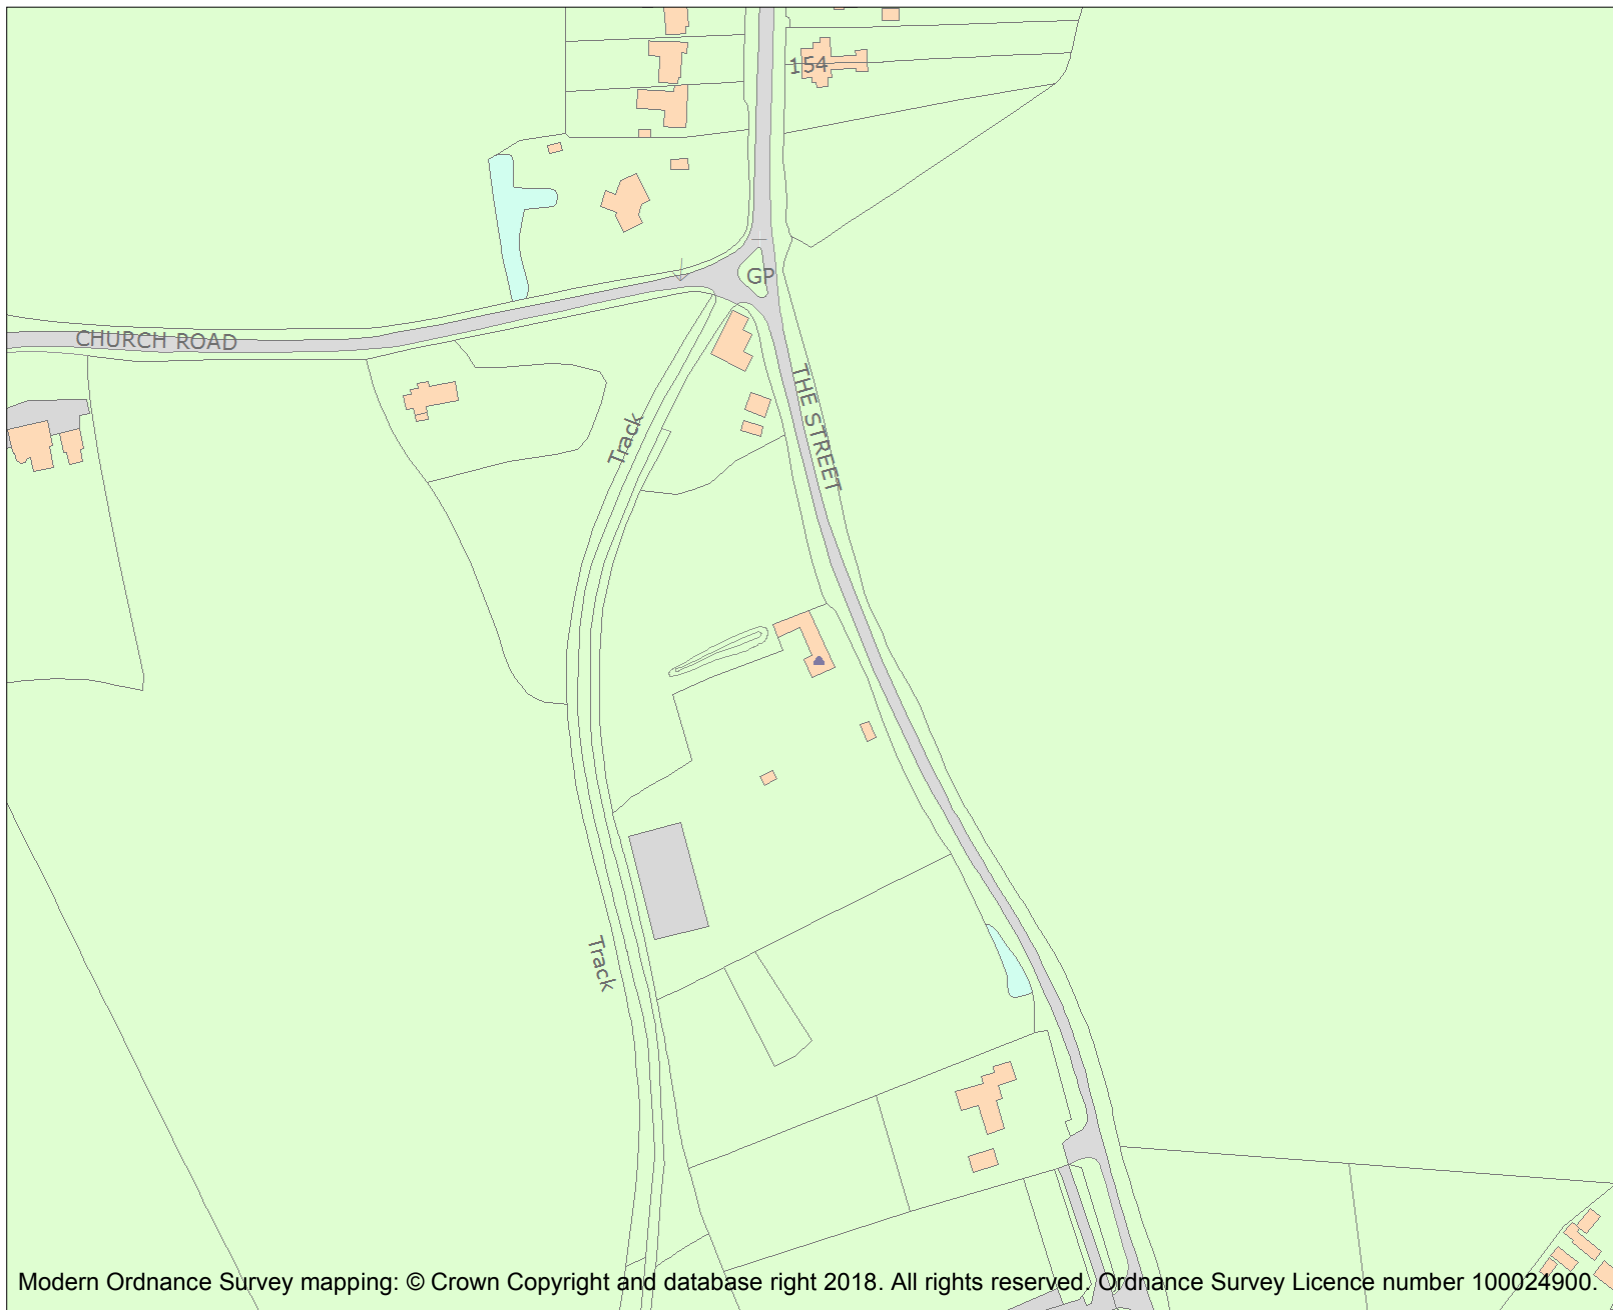 154
GP
CHURCH ROAD
THE STREET
Track
Track
Modern Ordnance Survey mapping: © Crown Copyright and database right 2018. All rights reserved. Ordnance Survey Licence number 100024900.